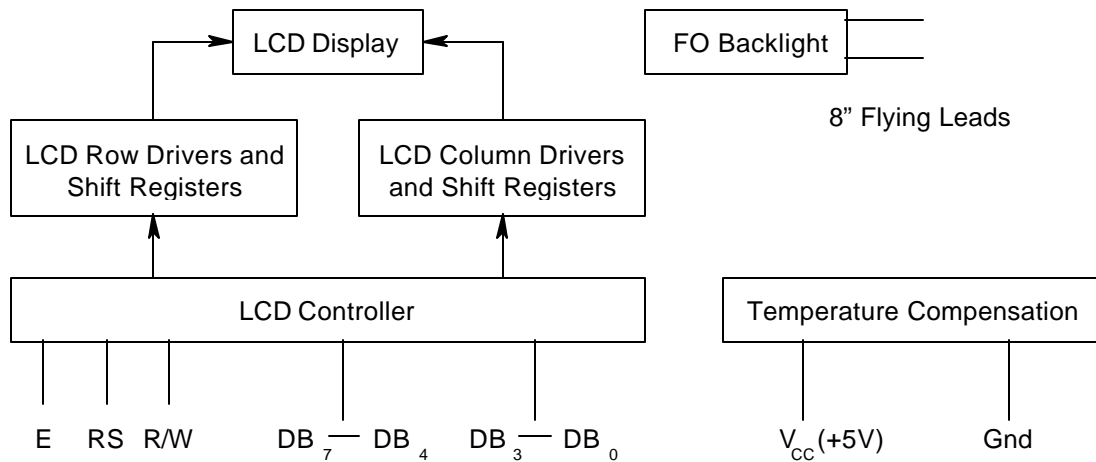 LCD Display
FO Backlight
8” Flying Leads
LCD Row Drivers and
Shift Registers
LCD Column Drivers
and Shift Registers
LCD Controller
Temperature Compensation
E RS R/W DB7 — DB4 DB3 — DB0 VCC(+5V) Gnd